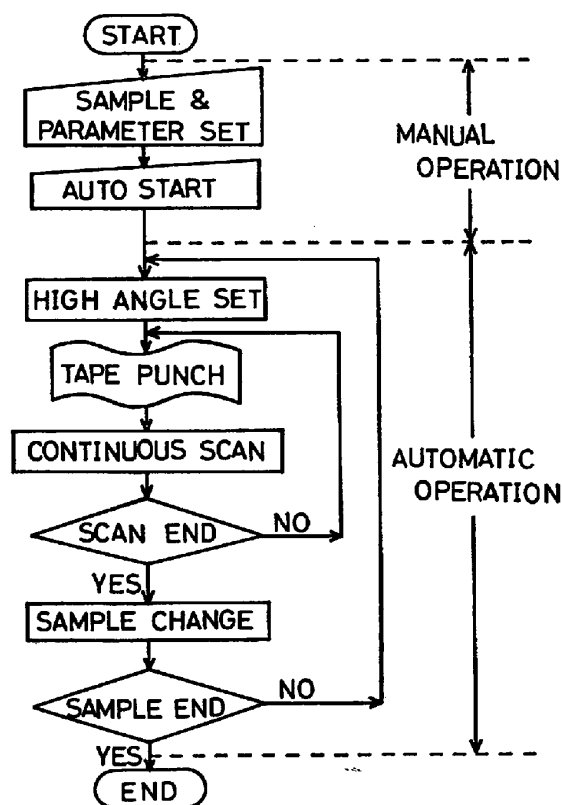 START
SAMPLE &
PARAMETER SET
AUTO START
MANUAL
OPERATION
HIGH ANGLE SET
TAPE PUNCH
CONTINUOUS SCAN
SCAN END
NO
YES
SAMPLE CHANGE
SAMPLE END
NO
YES
END
AUTOMATIC
OPERATION